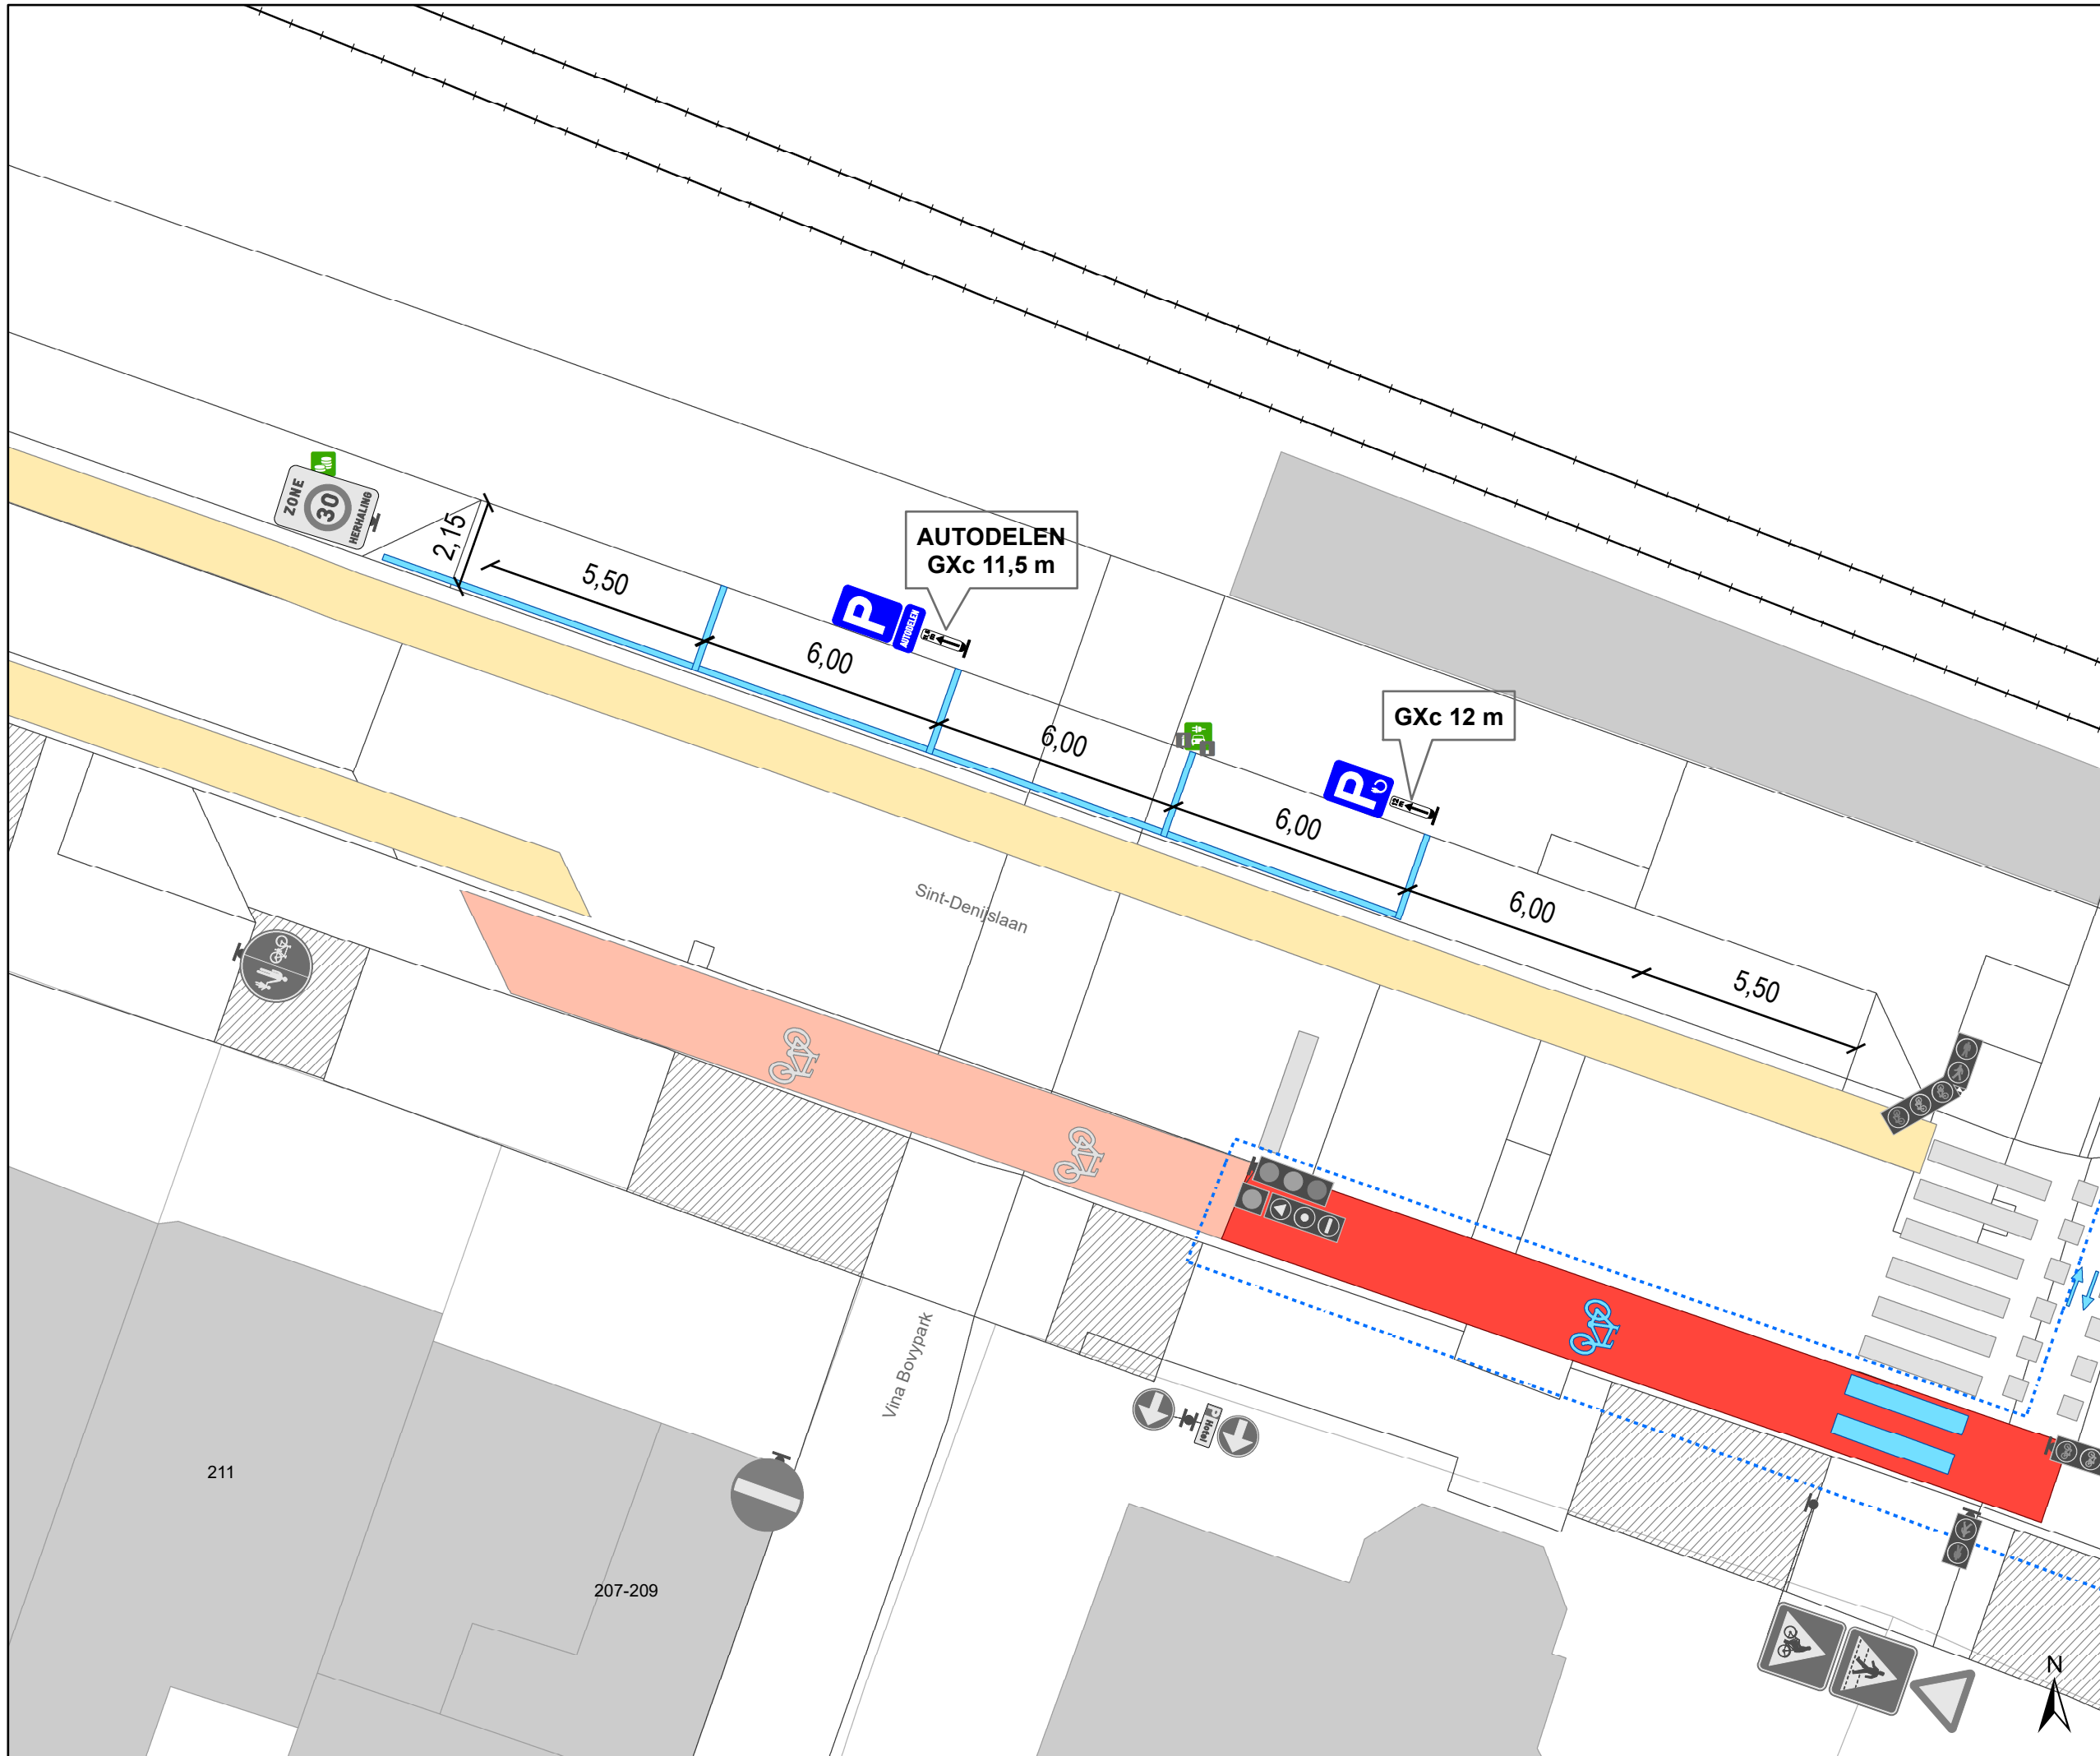 ZONE
30
HERHALING
2,15
5,50
AUTODELEN
GXc 11,5 m
P
AUTODELEN
6,00
6,00
GXc 12 m
P
6,00
6,00
5,50
Sint-Denijslaan
Vina Bovypark
P Hotel
211
207-209
N